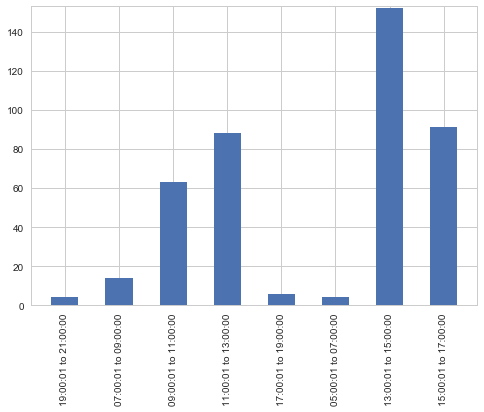 140
120
100
80
60
40
20
0
19:00:01 to 21:00:00
07:00:01 to 09:00:00
09:00:01 to 11:00:00
11:00:01 to 13:00:00
17:00:01 to 19:00:00
05:00:01 to 07:00:00
13:00:01 to 15:00:00
15:00:01 to 17:00:00